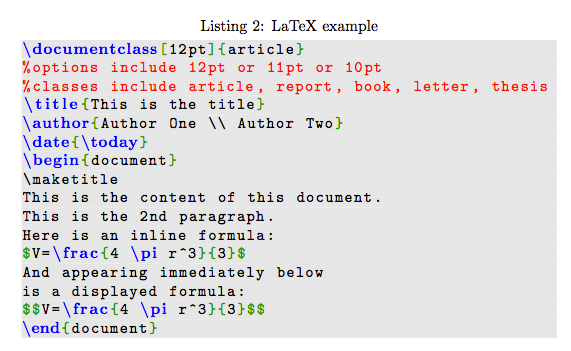 Listing 2: LaTeX example
\documentclass[12pt]{article}
%options include 12pt or 11pt or 10pt
%classes include article, report, book, letter, thesis
\title{This is the title}
\author{Author One \\ Author Two}
\date{\today}
\begin{document}
\maketitle
This is the content of this document.
This is the 2nd paragraph.
Here is an inline formula:
$V=\frac{4 \pi r^3}{3}$
And appearing immediately below
is a displayed formula:
$$V=\frac{4 \pi r^3}{3}$$
\end{document}